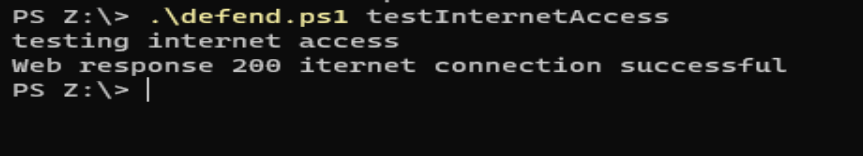 PS Z:\> .\defend.ps1 testInternetAccess
testing internet access
Web response 200 iternet connection successful
PS Z:\>